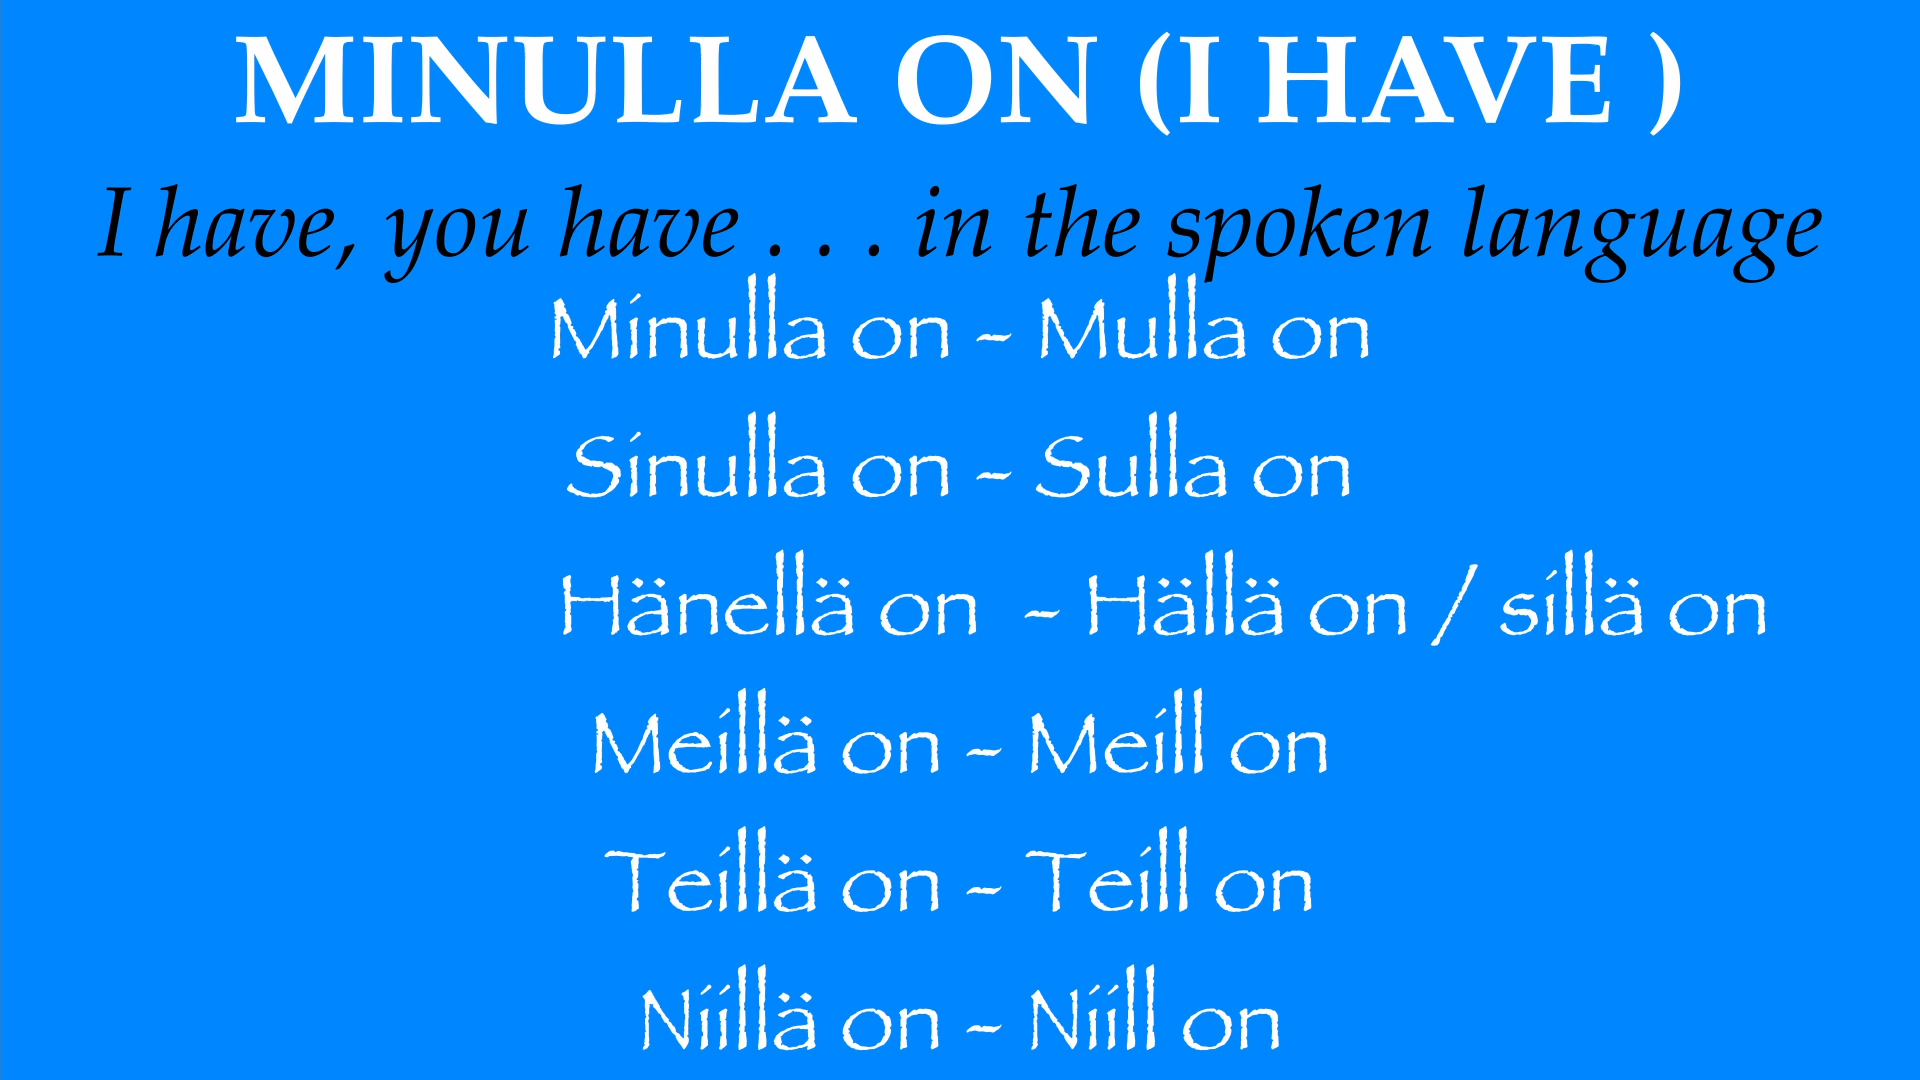 MINULLA ON (I HAVE )
I have, you have . . . in the spoken language
Minulla on - Mulla on
Sinulla on - Sulla on
Hänellä on  - Hällä on / sillä on
Meillä on - Meill on
Teillä on - Teill on
Niillä on - Niill on